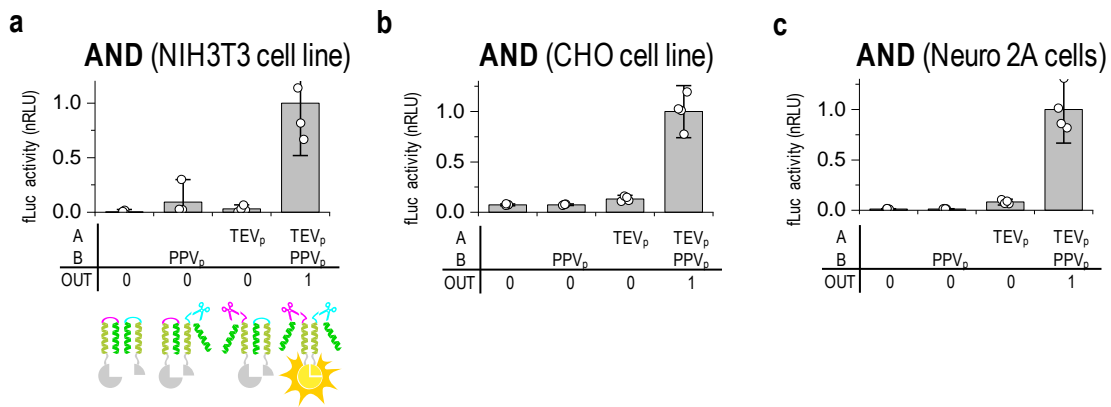 a
AND (NIH3T3 cell line)
fLuc activity (nRLU)
1.0
0.5
0.0
A TEVp TEVp
B PPVp PPVp
OUT 0 0 0 1
b
AND (CHO cell line)
fLuc activity (nRLU)
1.0
0.5
0.0
A TEVp TEVp
B PPVp PPVp
OUT 0 0 0 1
c
AND (Neuro 2A cells)
fLuc activity (nRLU)
1.0
0.5
0.0
A TEVp TEVp
B PPVp PPVp
OUT 0 0 0 1